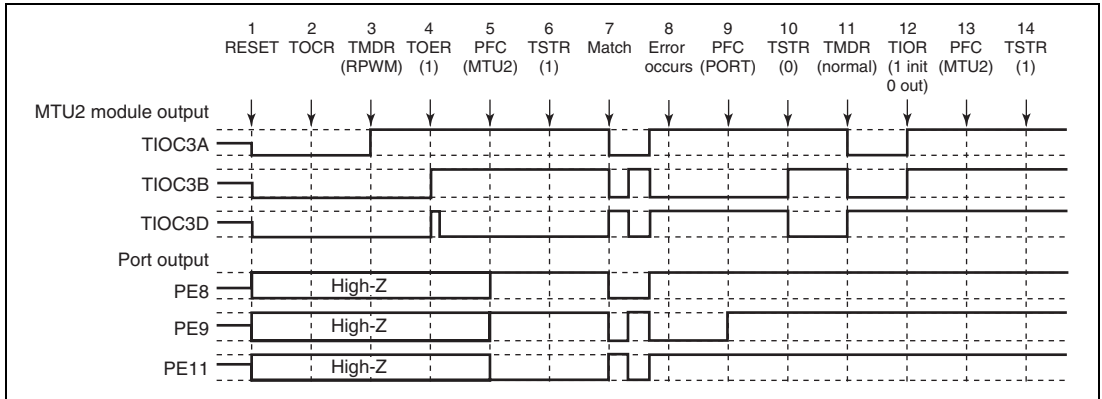 1 2 3 4 5 6 7 8 9 10 11 12 13 14
RESET TOCR TMDR TOER PFC TSTR Match Error PFC TSTR TMDR TIOR PFC TSTR
(RPWM) (1) (MTU2) (1) occurs (PORT) (0) (normal) (1 init (MTU2) (1)
0 out)
MTU2 module output
TIOC3A
TIOC3B
TIOC3D
Port output
PE8 High-Z
PE9 High-Z
PE11 High-Z